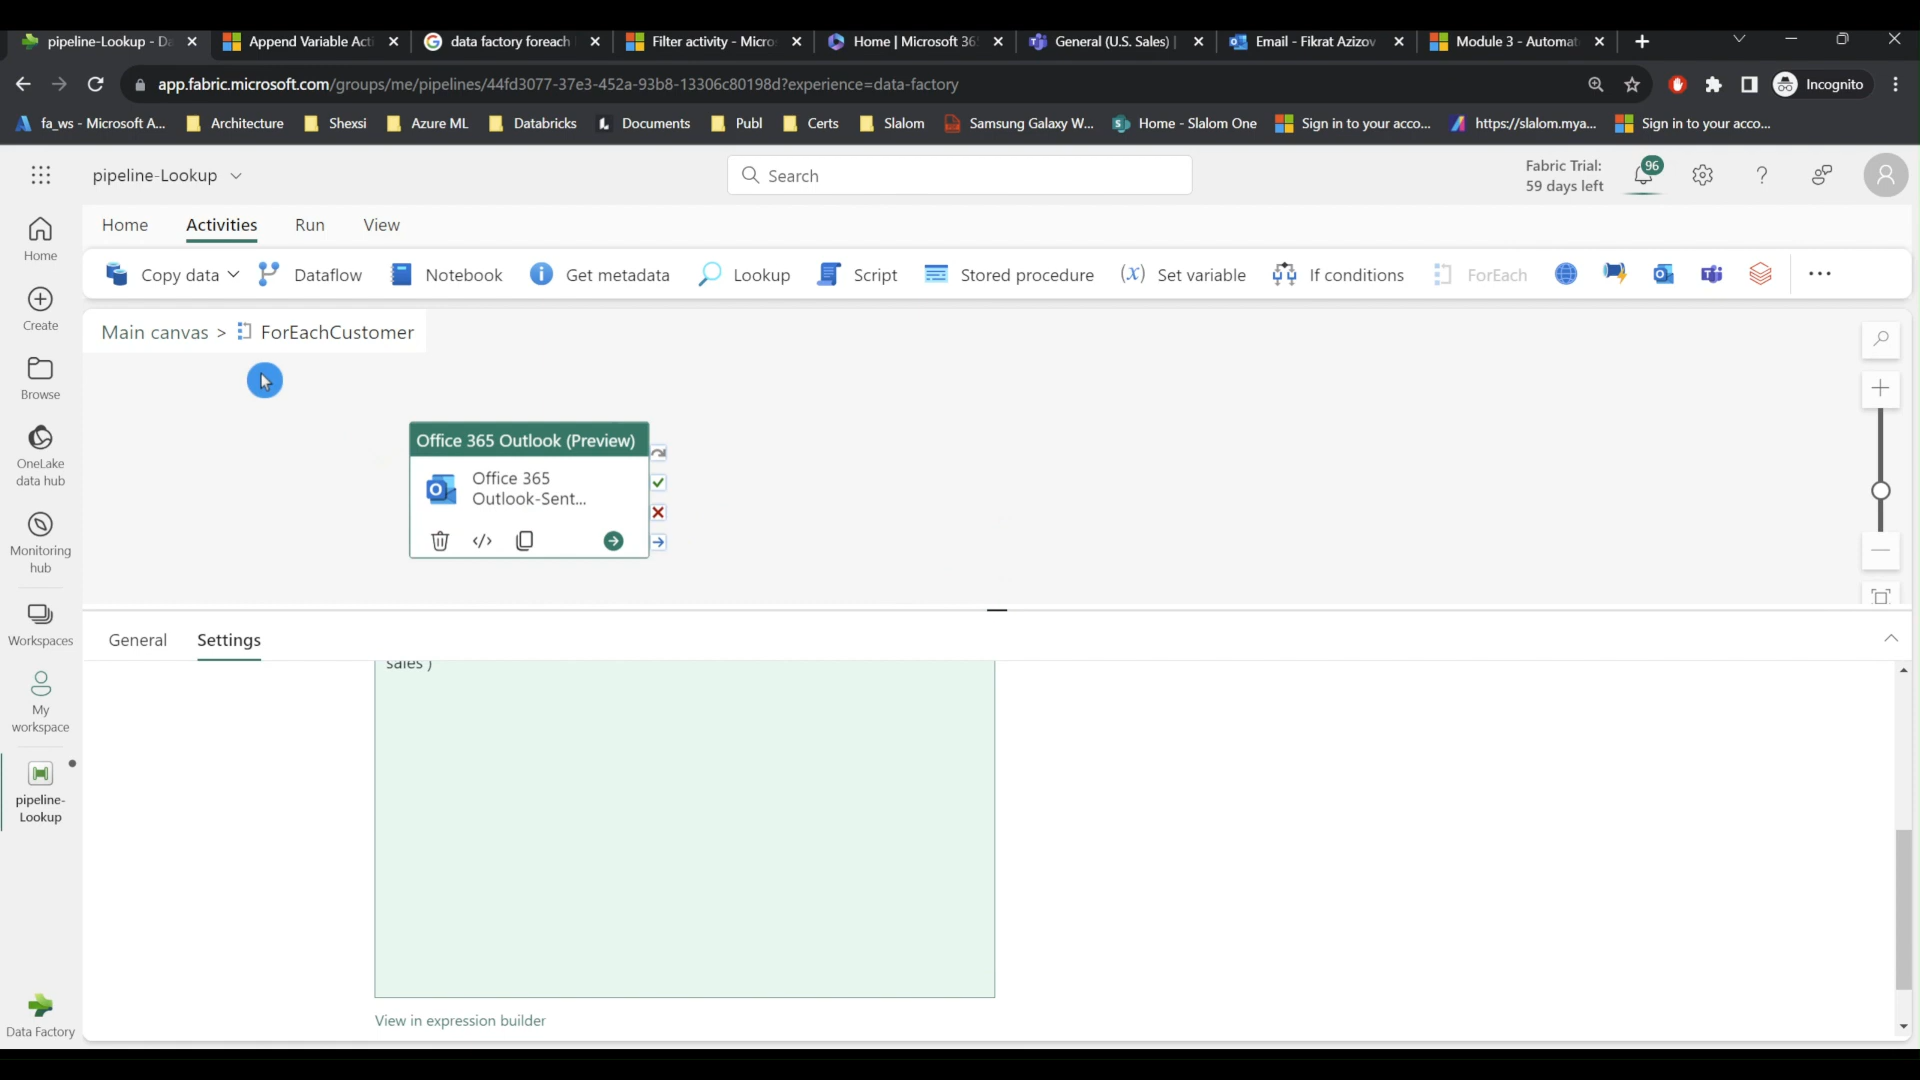 pipeline-Lookup - Da
Append Variable Acti
data factory foreach
Filter activity - Micro
Home | Microsoft 36
General (U.S. Sales) |
Email - Fikrat Azizov
Module 3 - Automat
app.fabric.microsoft.com/groups/me/pipelines/44fd3077-37e3-452a-93b8-13306c80198d?experience=data-factory
Incognito
fa_ws - Microsoft A...
Architecture
Shexsi
Azure ML
Databricks
Documents
Publ
Certs
Slalom
Samsung Galaxy W...
Home - Slalom One
Sign in to your acco...
https://slalom.mya...
Sign in to your acco...
pipeline-Lookup
Search
Fabric Trial:
59 days left
96
Home
Activities
Run
View
Copy data
Dataflow
Notebook
Get metadata
Lookup
Script
Stored procedure
(x) Set variable
If conditions
ForEach
Home
Create
Browse
OneLake
data hub
Monitoring
hub
Workspaces
My
workspace
pipeline-
Lookup
Data Factory
Main canvas > ForEachCustomer
Office 365 Outlook (Preview)
Office 365
Outlook-Sent...
General
Settings
sales )
View in expression builder